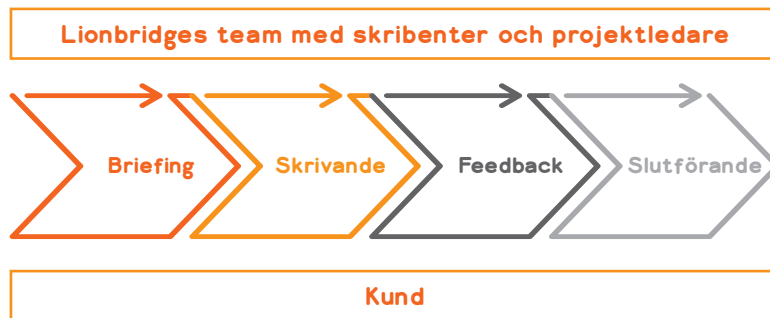 Lionbridges team med skribenter och projektledare
Briefing
Skrivande
Feedback
Slutförande
Kund